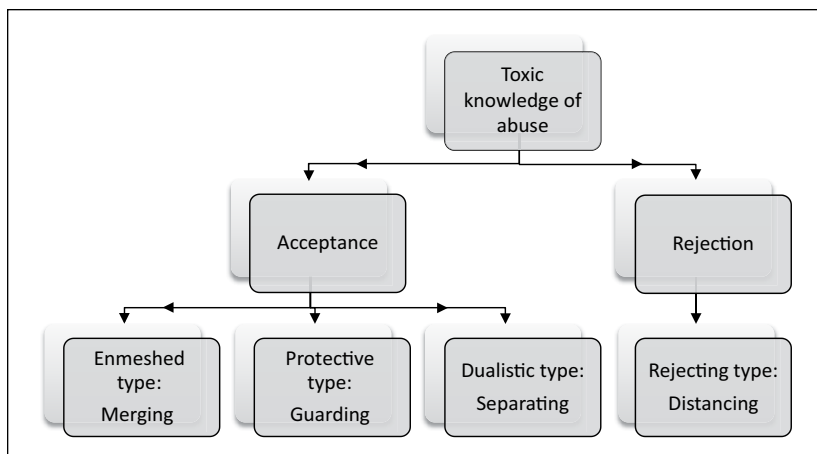 Toxic
knowledge of
abuse
Acceptance
Rejection
Enmeshed
type:
Merging
Protective
type:
Guarding
Dualistic type:
Separating
Rejecting type:
Distancing